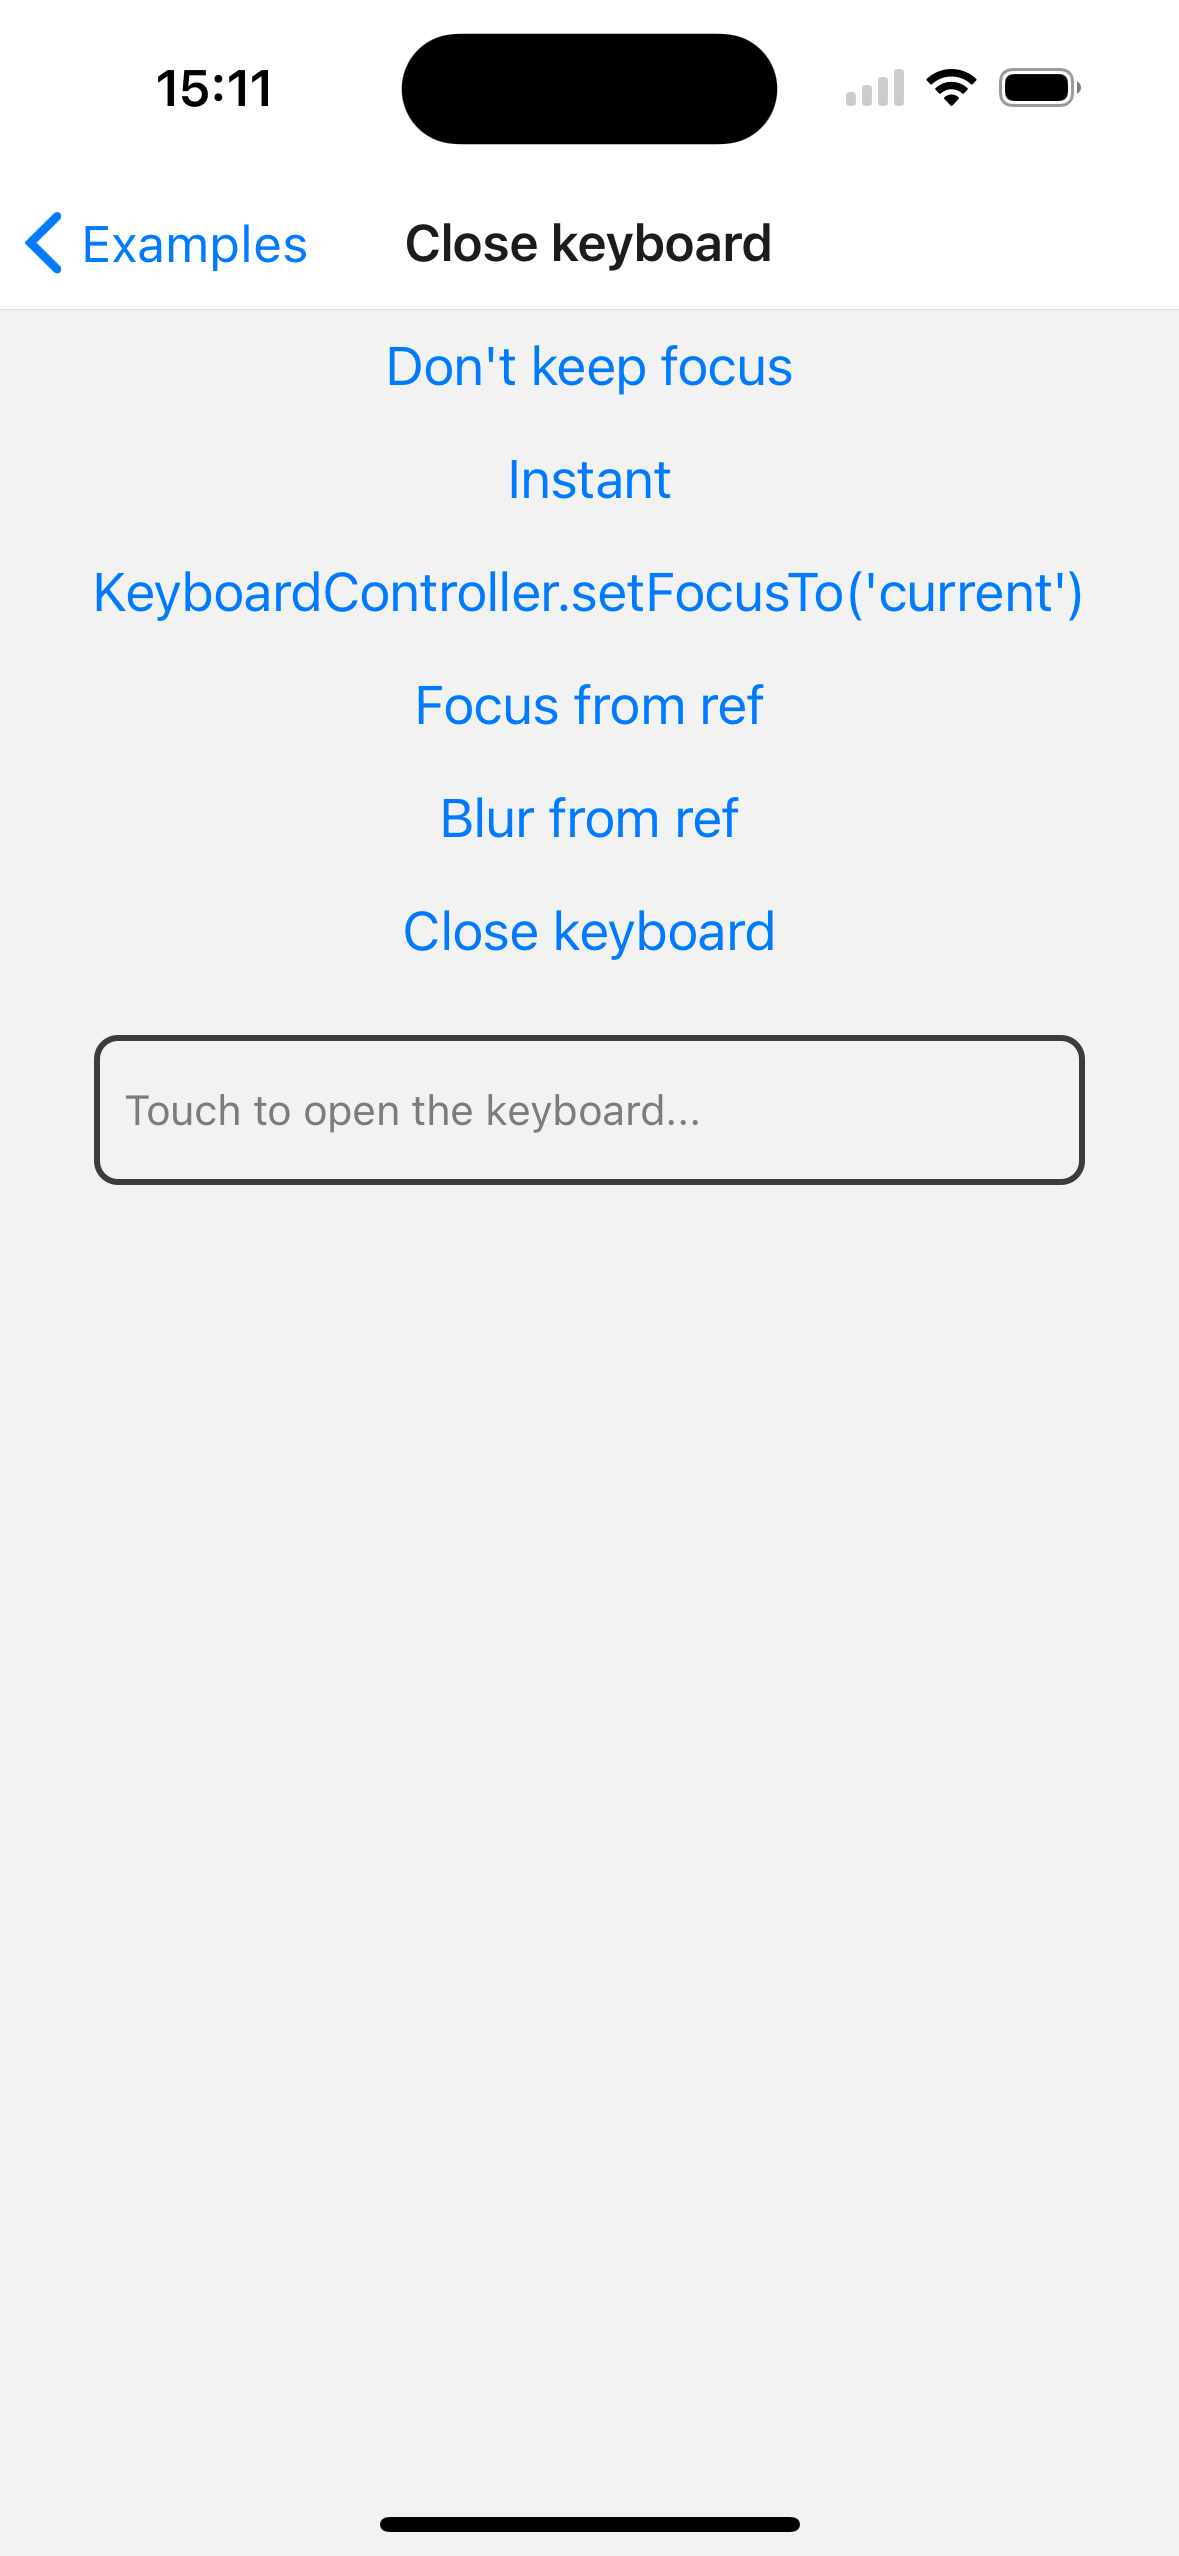 15:11
Examples Close keyboard
Don't keep focus
Instant
KeyboardController.setFocusTo('current')
Focus from ref
Blur from ref
Close keyboard
Touch to open the keyboard...